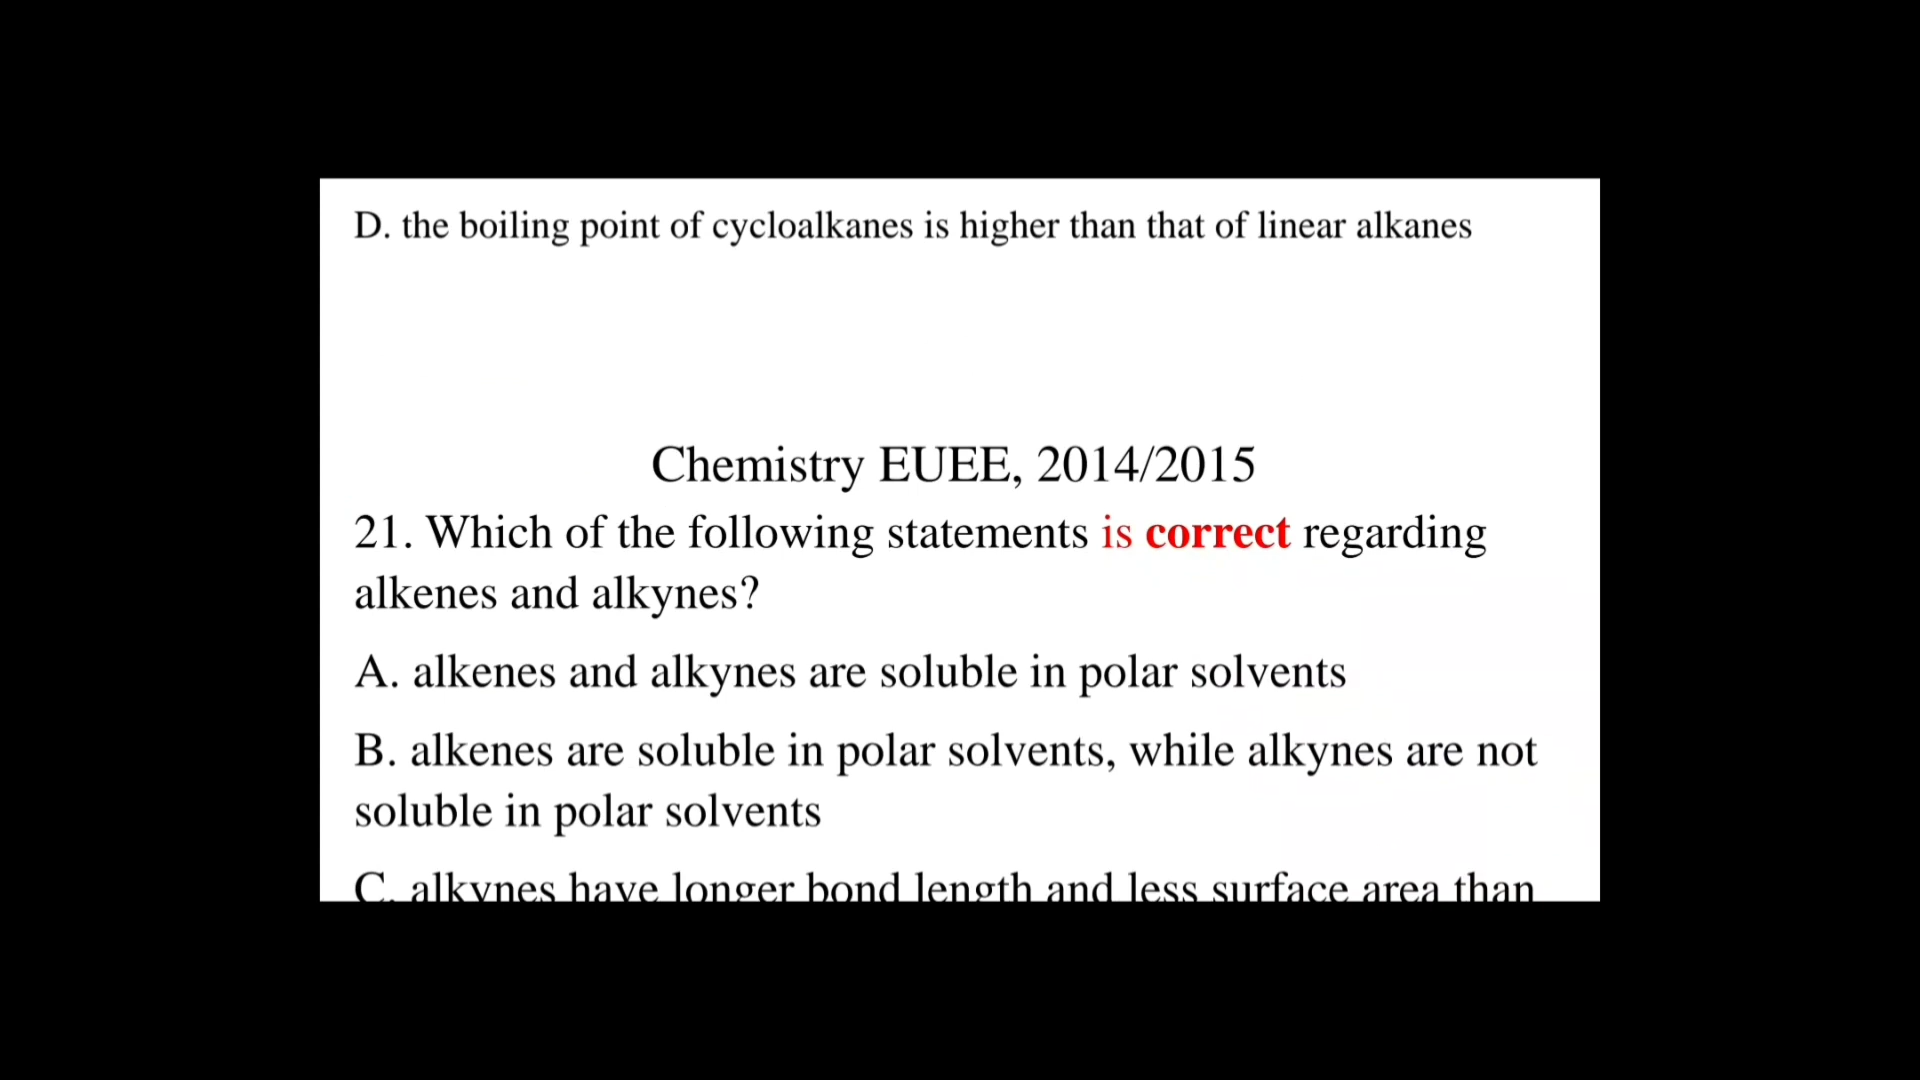 D. the boiling point of cycloalkanes is higher than that of linear alkanes
Chemistry EUEE, 2014/2015
21. Which of the following statements is correct regarding
alkenes and alkynes?
A. alkenes and alkynes are soluble in polar solvents
B. alkenes are soluble in polar solvents, while alkynes are not
soluble in polar solvents
C. alkynes have longer bond length and less surface area than